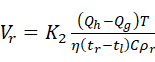 V_r = K_2 \frac{(Q_h - Q_g)T}{\eta(t_r - t_l)C\rho_r}